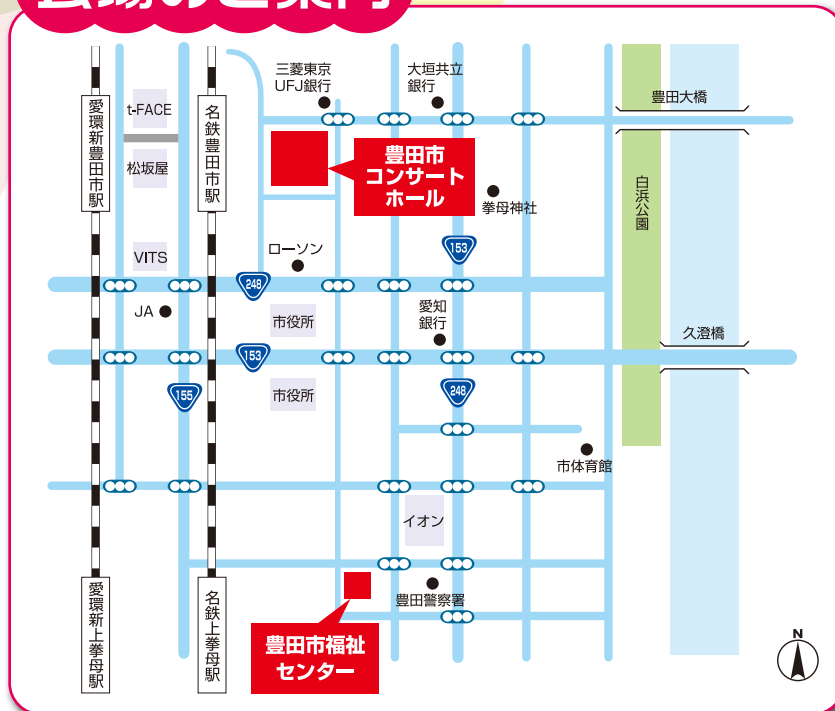 会場のご案内
三菱東京
UFJ銀行
大垣共立
銀行
豊田大橋
t-FACE
愛環新豊田市駅
名鉄豊田市駅
松坂屋
豊田市
コンサート
ホール
白浜公園
挙母神社
153
ローソン
VITS
248
JA
市役所
愛知
銀行
久澄橋
153
155
市役所
248
市体育館
イオン
豊田警察署
愛環新上挙母駅
名鉄上挙母駅
豊田市福祉
センター
N